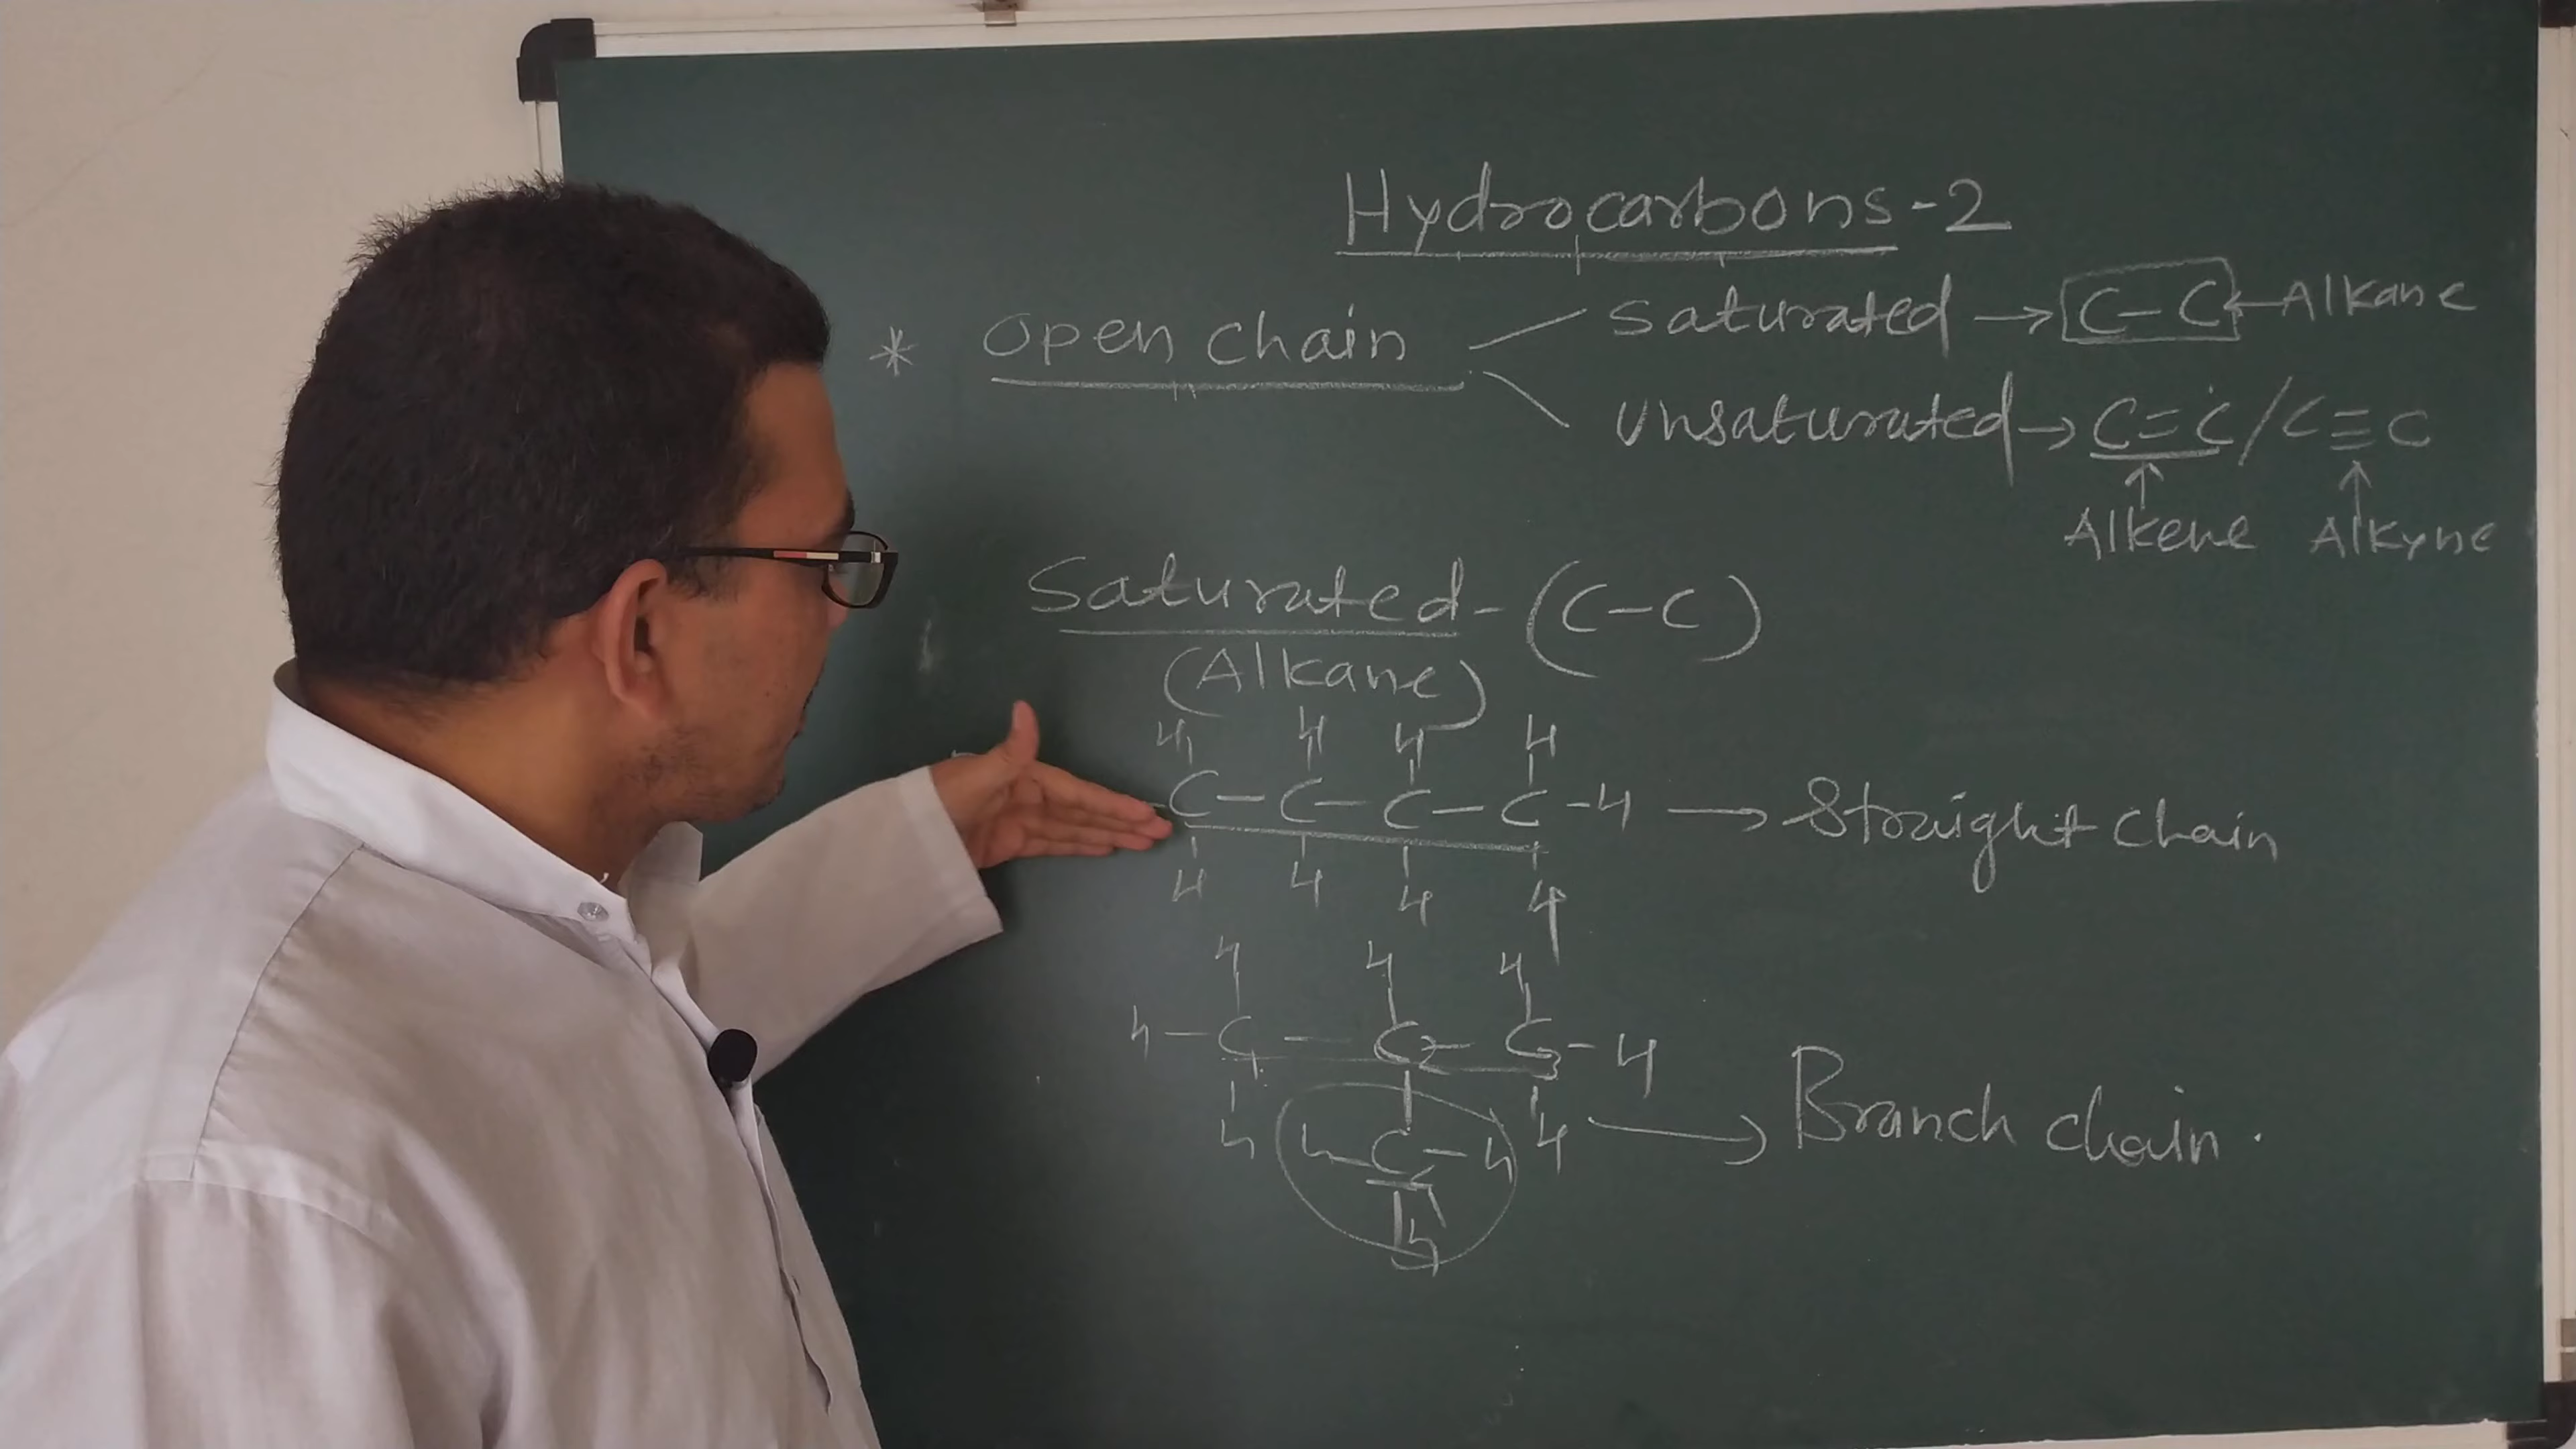 Hydrocarbons-2
* Open chain
Saturated → C-C ← Alkane
Unsaturated → C=C / C≡C
↑ ↑
Alkene Alkyne
Saturated - (C-C)
(Alkane)
H H H H
C - C - C - C - H → Straight chain
H H H H
H H H
H - C - C - C - H
H H - C - H H → Branch chain.
H